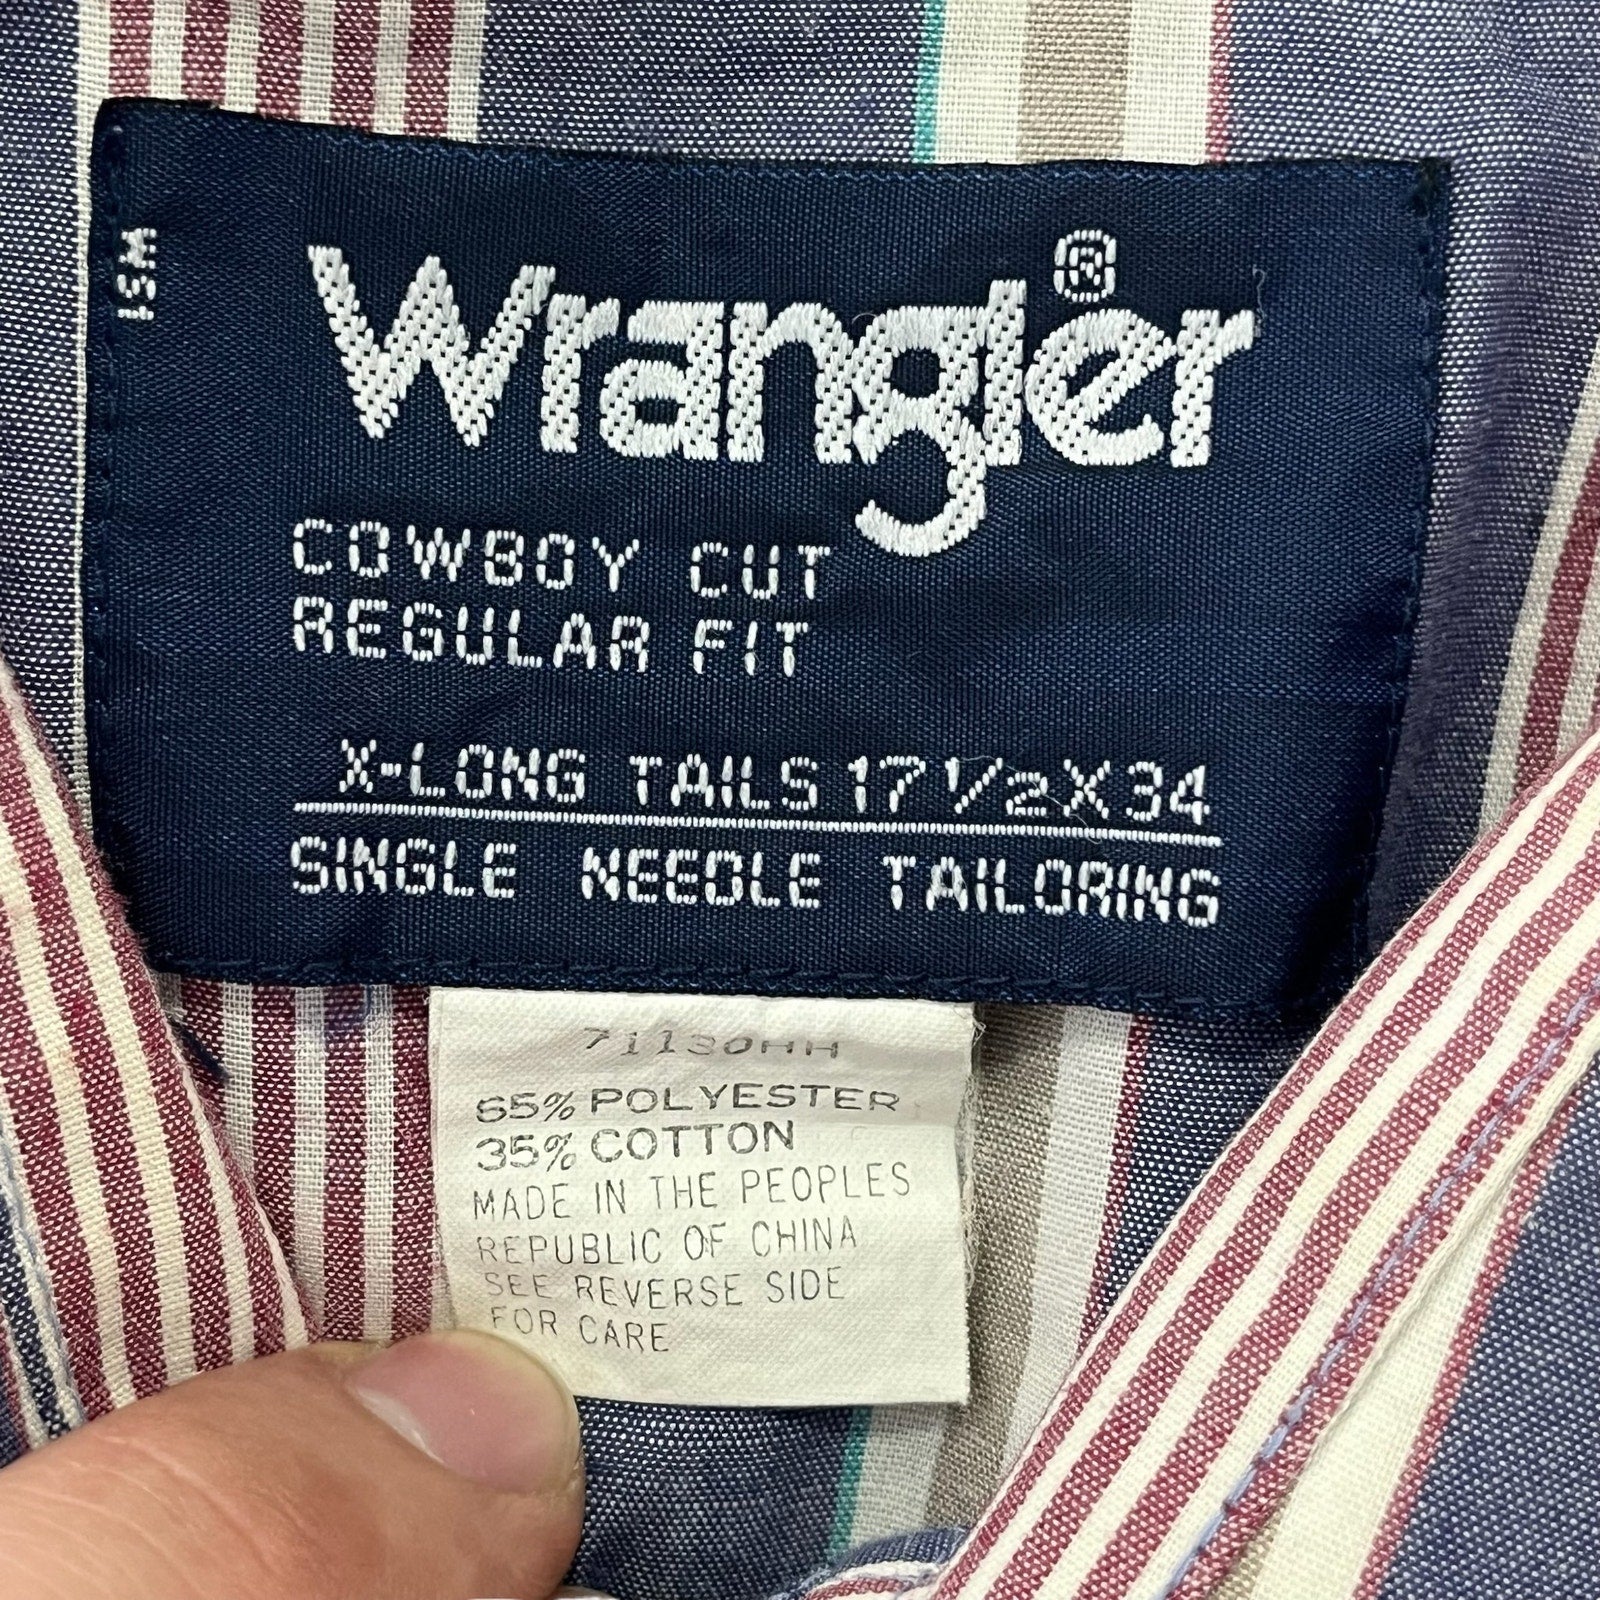 WS1
Wrangler®
COWBOY CUT
REGULAR FIT
X-LONG TAILS 17 1/2 X 34
SINGLE NEEDLE TAILORING
71130HH
65% POLYESTER
35% COTTON
MADE IN THE PEOPLES
REPUBLIC OF CHINA
SEE REVERSE SIDE
FOR CARE